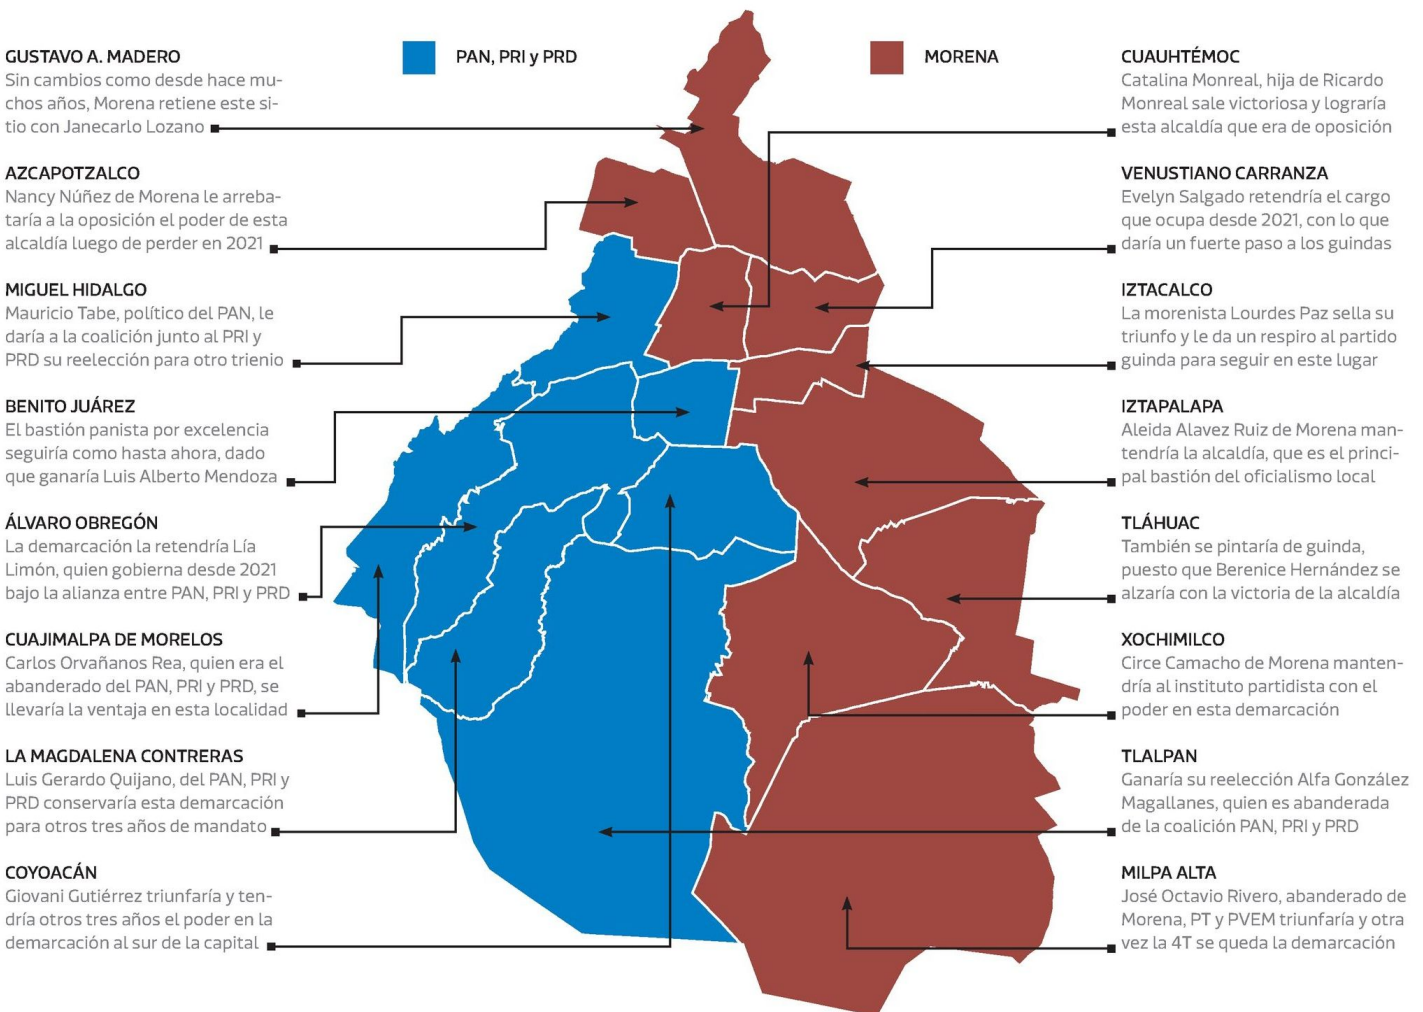 PAN, PRI y PRD
MORENA
GUSTAVO A. MADERO
Sin cambios como desde hace mu-
chos años, Morena retiene este si-
tio con Janecarlo Lozano
AZCAPOTZALCO
Nancy Núñez de Morena le arreba-
taría a la oposición el poder de esta
alcaldía luego de perder en 2021
MIGUEL HIDALGO
Mauricio Tabe, político del PAN, le
daría a la coalición junto al PRI y
PRD su reelección para otro trienio
BENITO JUÁREZ
El bastión panista por excelencia
seguiría como hasta ahora, dado
que ganaría Luis Alberto Mendoza
ÁLVARO OBREGÓN
La demarcación la retendría Lía
Limón, quien gobierna desde 2021
bajo la alianza entre PAN, PRI y PRD
CUAJIMALPA DE MORELOS
Carlos Orvañanos Rea, quien era el
abanderado del PAN, PRI y PRD, se
llevaría la ventaja en esta localidad
LA MAGDALENA CONTRERAS
Luis Gerardo Quijano, del PAN, PRI y
PRD conservaría esta demarcación
para otros tres años de mandato
COYOACÁN
Giovani Gutiérrez triunfaría y ten-
dría otros tres años el poder en la
demarcación al sur de la capital
CUAUHTÉMOC
Catalina Monreal, hija de Ricardo
Monreal sale victoriosa y lograría
esta alcaldía que era de oposición
VENUSTIANO CARRANZA
Evelyn Salgado retendría el cargo
que ocupa desde 2021, con lo que
daría un fuerte paso a los guindas
IZTACALCO
La morenista Lourdes Paz sella su
triunfo y le da un respiro al partido
guinda para seguir en este lugar
IZTAPALAPA
Aleida Alavez Ruiz de Morena man-
tendría la alcaldía, que es el princi-
pal bastión del oficialismo local
TLÁHUAC
También se pintaría de guinda,
puesto que Berenice Hernández se
alzaría con la victoria de la alcaldía
XOCHIMILCO
Circe Camacho de Morena manten-
dría al instituto partidista con el
poder en esta demarcación
TLALPAN
Ganaría su reelección Alfa González
Magallanes, quien es abanderada
de la coalición PAN, PRI y PRD
MILPA ALTA
José Octavio Rivero, abanderado de
Morena, PT y PVEM triunfaría y otra
vez la 4T se queda la demarcación